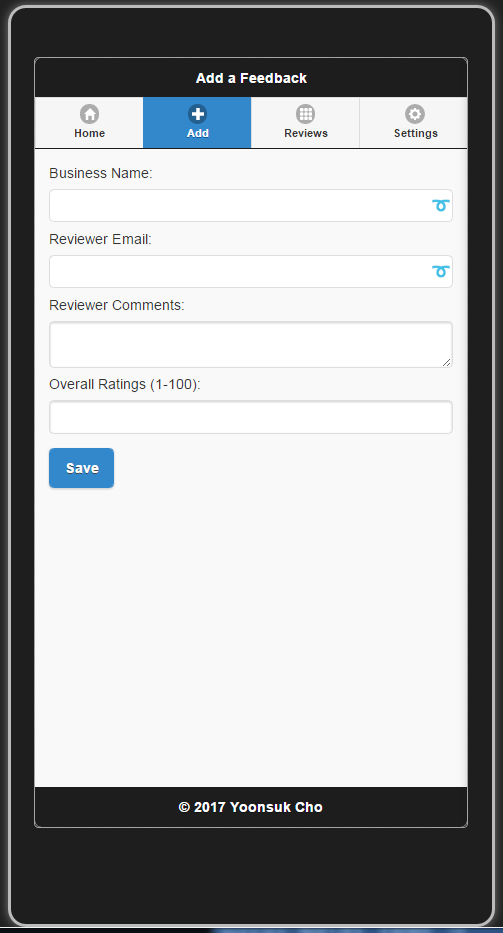 Add a Feedback
Home Add Reviews Settings
Business Name:
Reviewer Email:
Reviewer Comments:
Overall Ratings (1-100):
Save
© 2017 Yoonsuk Cho